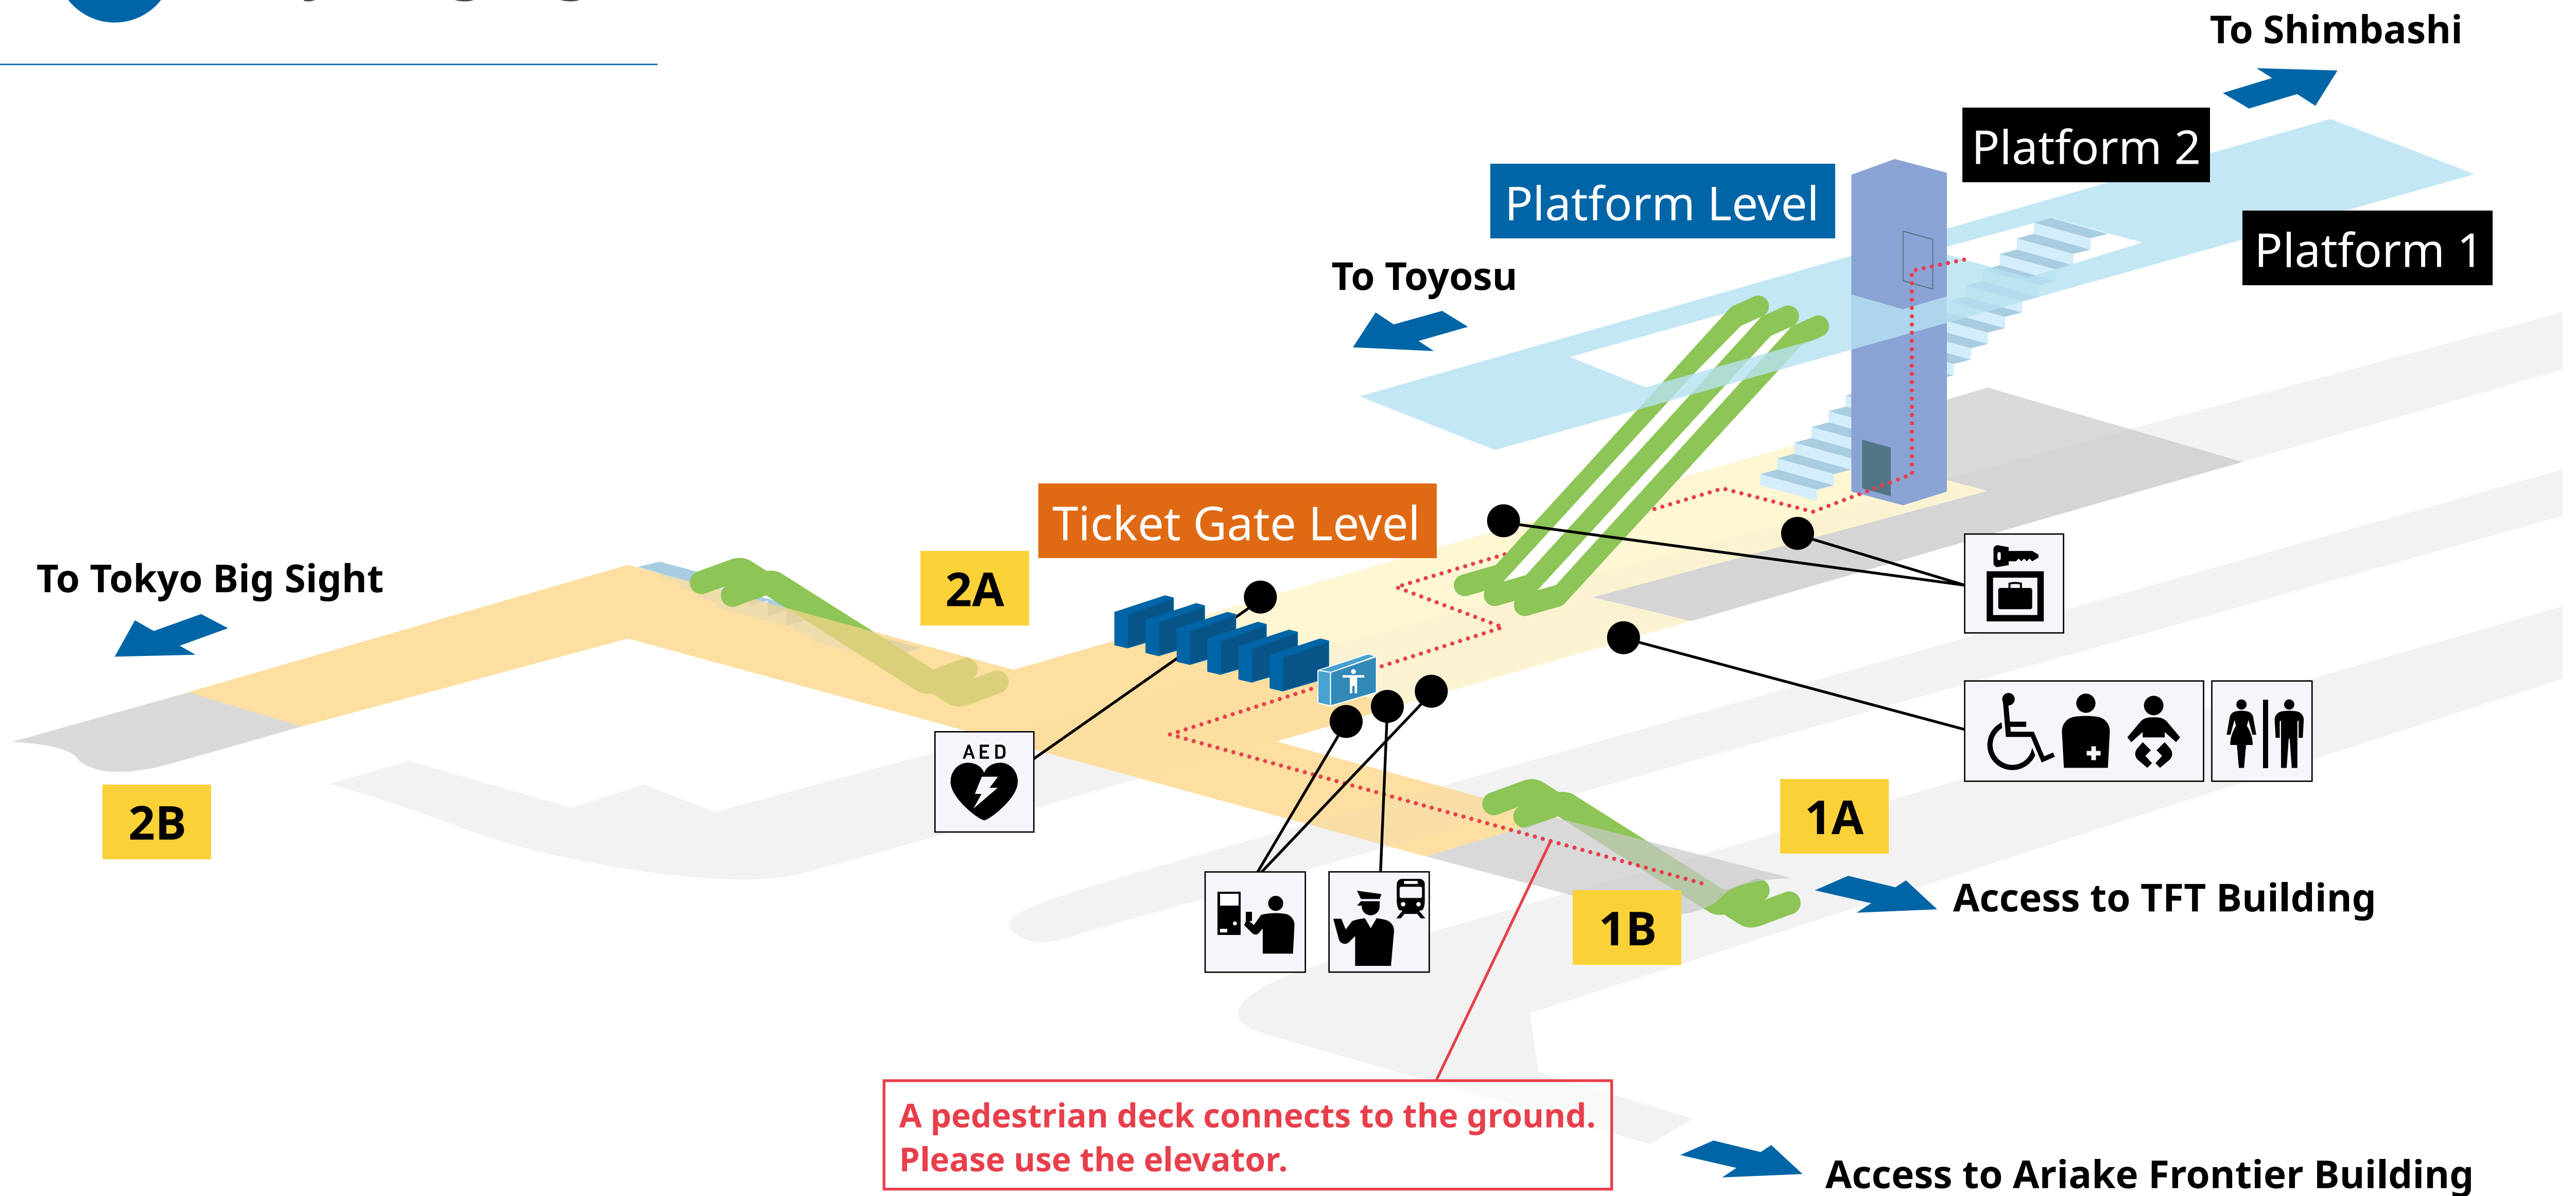 To Shimbashi
Platform 2
Platform Level
Platform 1
To Toyosu
Ticket Gate Level
To Tokyo Big Sight
2A
AED
2B
1A
Access to TFT Building
1B
A pedestrian deck connects to the ground.
Please use the elevator.
Access to Ariake Frontier Building